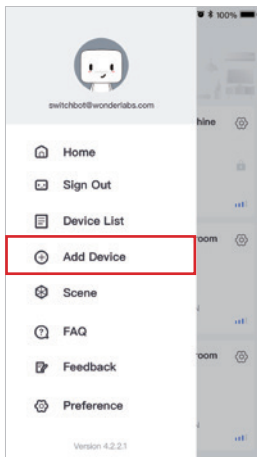 100%
switchbot@wonderlabs.com
hine
Home
Sign Out
Device List
room
Add Device
Scene
FAQ
room
Feedback
Preference
Version 4.2.2.1